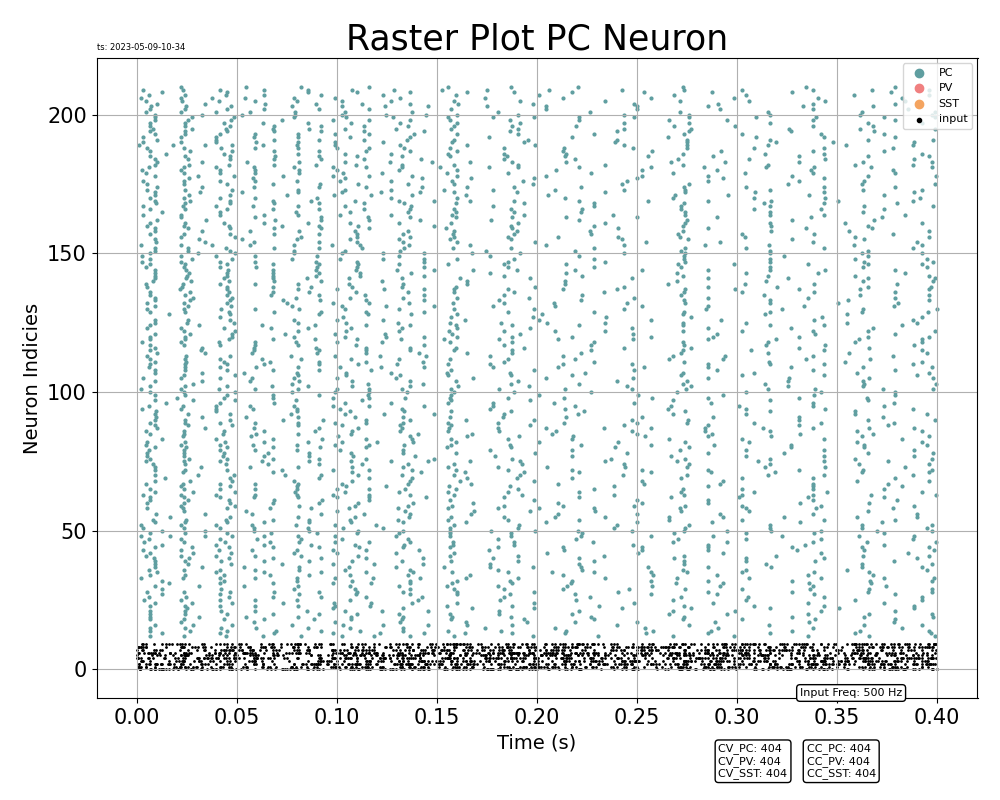 Raster Plot PC Neuron
ts: 2023-05-09-10-34
PC
PV
SST
input
200
150
100
50
0
Neuron Indicies
Input Freq: 500 Hz
0.00 0.05 0.10 0.15 0.20 0.25 0.30 0.35 0.40
Time (s)
CV_PC: 404
CV_PV: 404
CV_SST: 404
CC_PC: 404
CC_PV: 404
CC_SST: 404